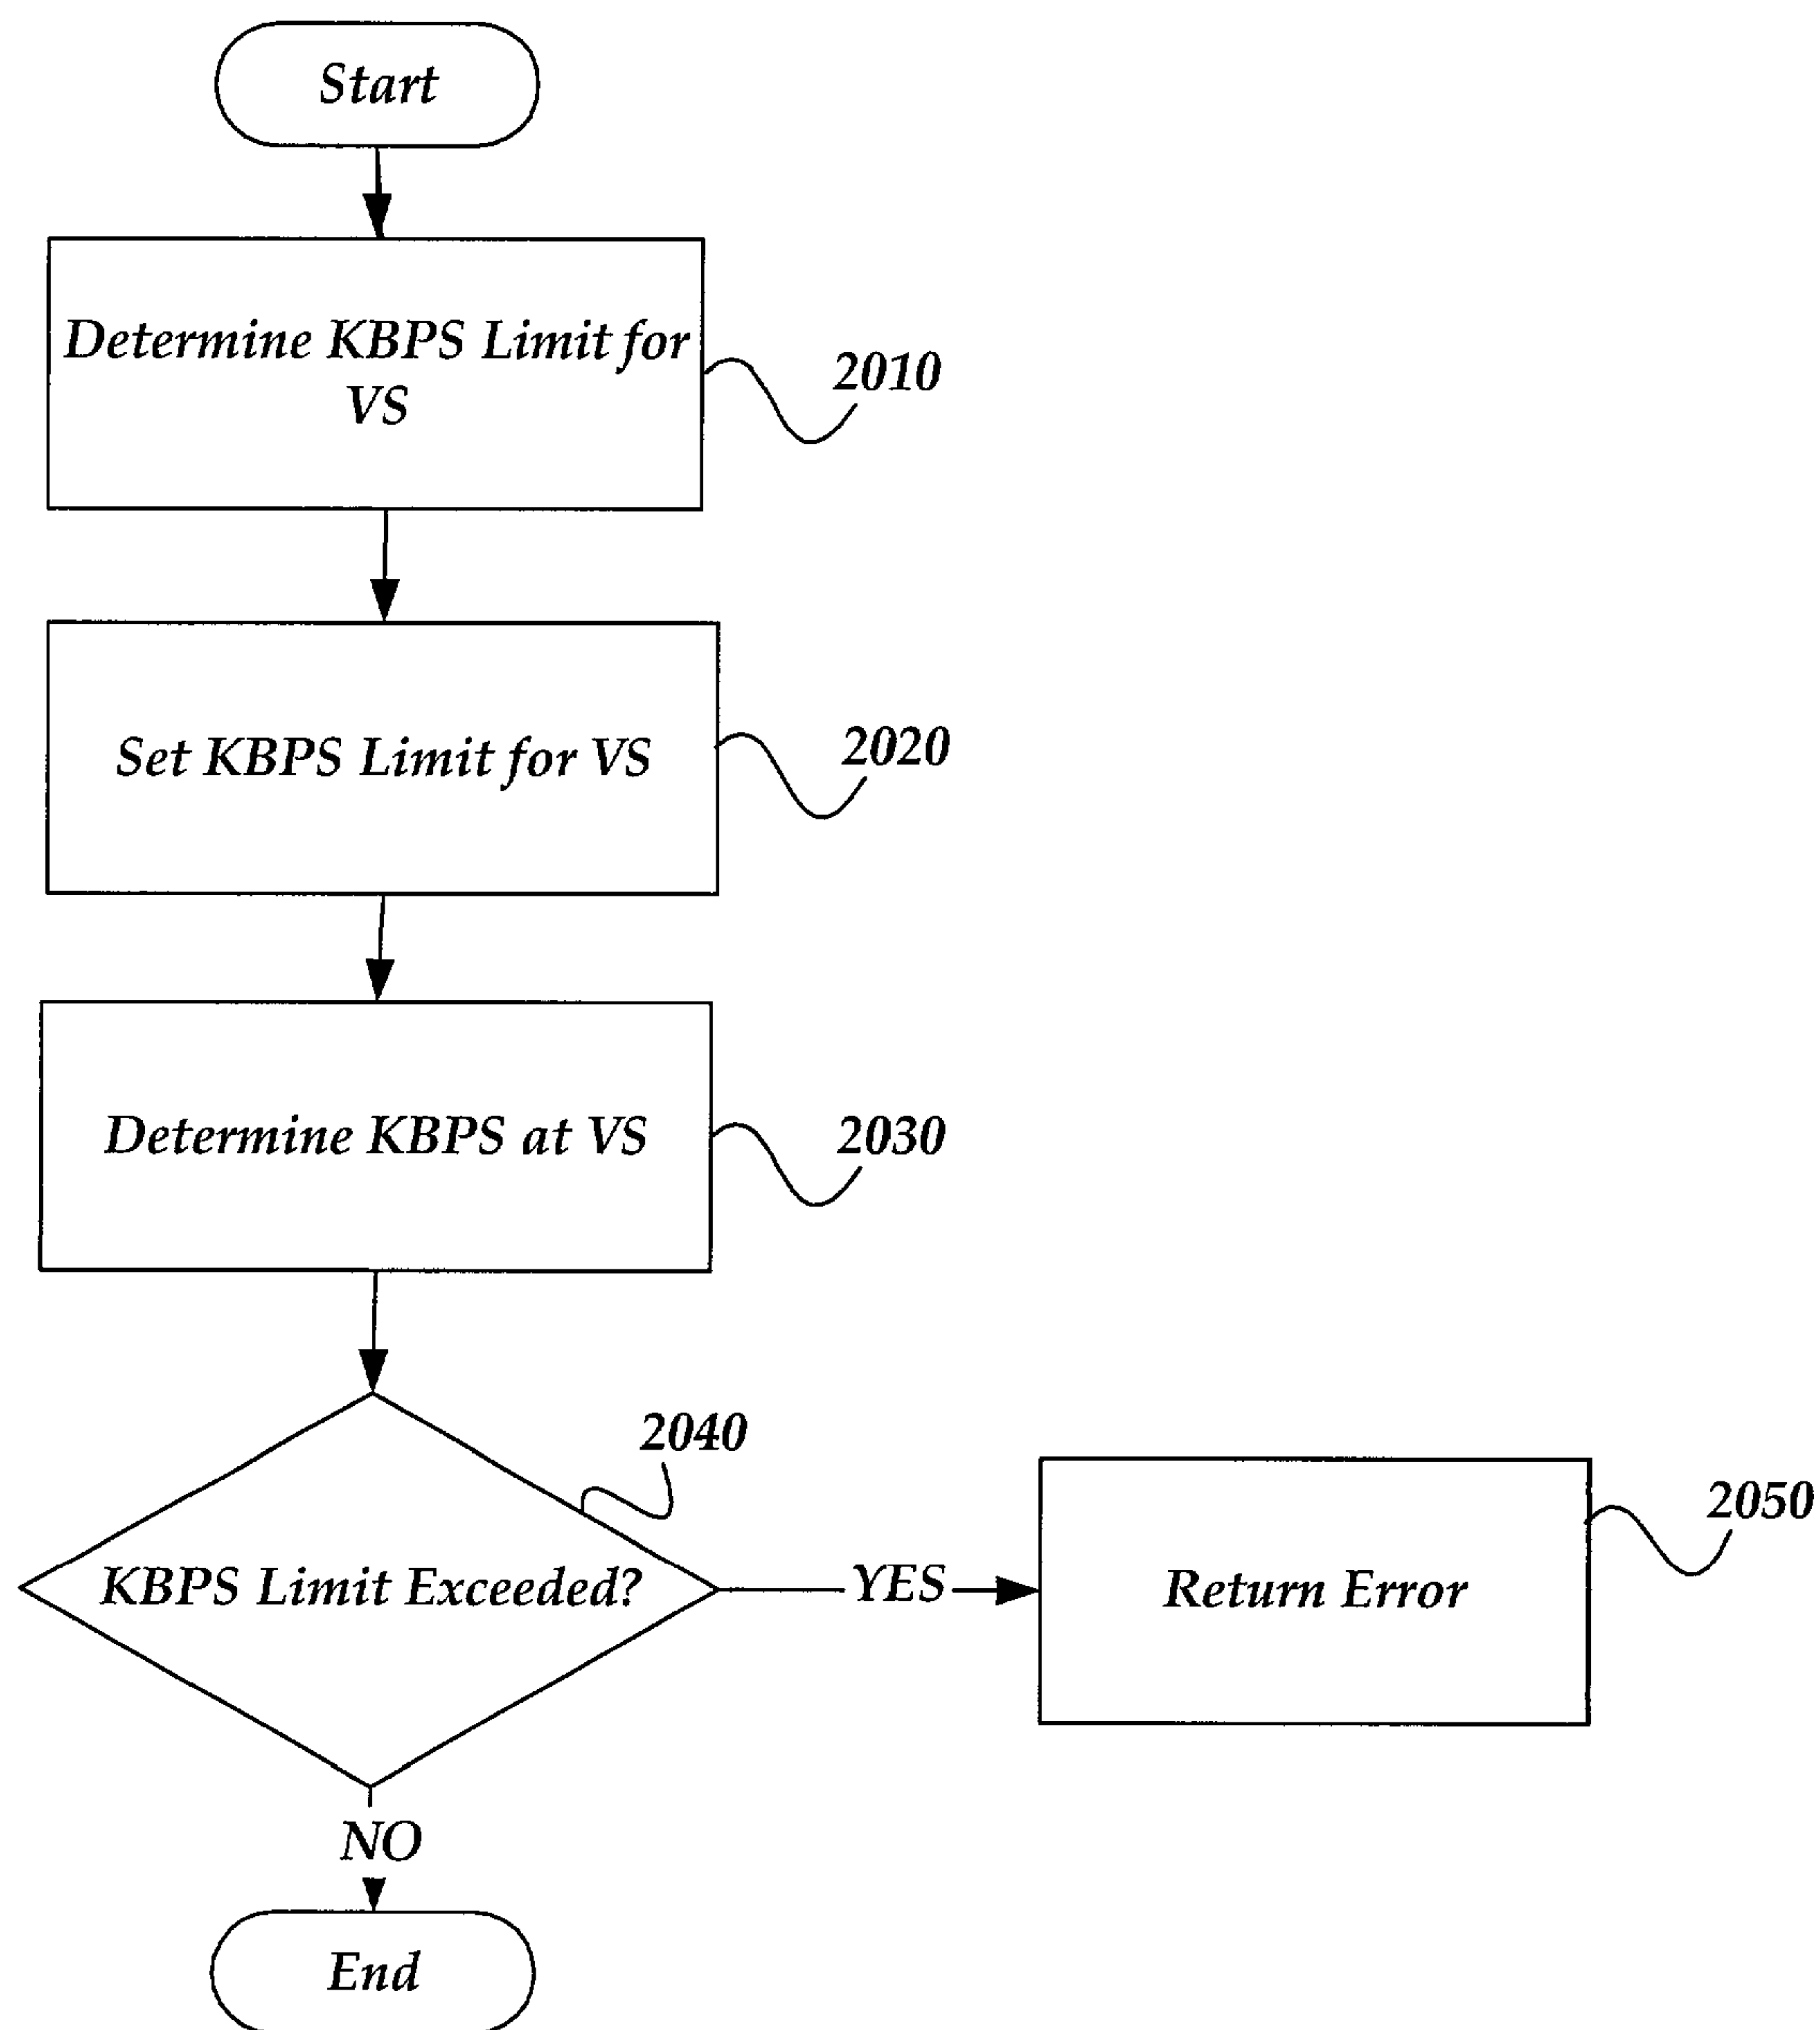 Start
Determine KBPS Limit for
VS
2010
Set KBPS Limit for VS
2020
Determine KBPS at VS
2030
2040
KBPS Limit Exceeded?
YES
Return Error
2050
NO
End